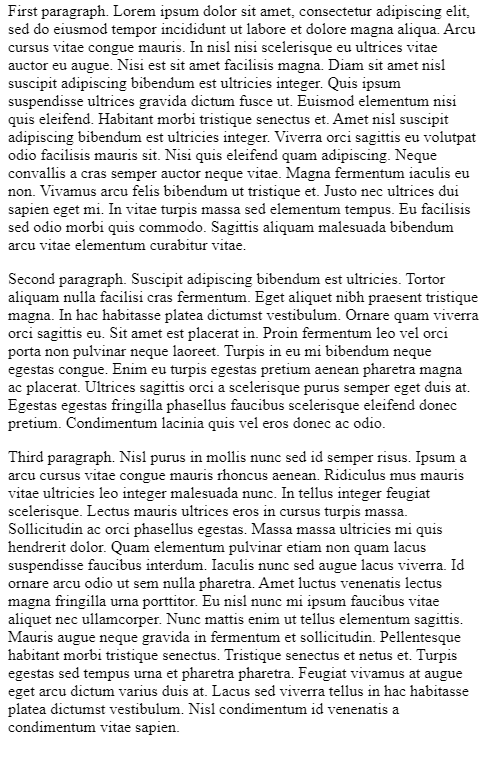 First paragraph. Lorem ipsum dolor sit amet, consectetur adipiscing elit,
sed do eiusmod tempor incididunt ut labore et dolore magna aliqua. Arcu
cursus vitae congue mauris. In nisl nisi scelerisque eu ultrices vitae
auctor eu augue. Nisi est sit amet facilisis magna. Diam sit amet nisl
suscipit adipiscing bibendum est ultricies integer. Quis ipsum
suspendisse ultrices gravida dictum fusce ut. Euismod elementum nisi
quis eleifend. Habitant morbi tristique senectus et. Amet nisl suscipit
adipiscing bibendum est ultricies integer. Viverra orci sagittis eu volutpat
odio facilisis mauris sit. Nisi quis eleifend quam adipiscing. Neque
convallis a cras semper auctor neque vitae. Magna fermentum iaculis eu
non. Vivamus arcu felis bibendum ut tristique et. Justo nec ultrices dui
sapien eget mi. In vitae turpis massa sed elementum tempus. Eu facilisis
sed odio morbi quis commodo. Sagittis aliquam malesuada bibendum
arcu vitae elementum curabitur vitae.
Second paragraph. Suscipit adipiscing bibendum est ultricies. Tortor
aliquam nulla facilisi cras fermentum. Eget aliquet nibh praesent tristique
magna. In hac habitasse platea dictumst vestibulum. Ornare quam viverra
orci sagittis eu. Sit amet est placerat in. Proin fermentum leo vel orci
porta non pulvinar neque laoreet. Turpis in eu mi bibendum neque
egestas congue. Enim eu turpis egestas pretium aenean pharetra magna
ac placerat. Ultrices sagittis orci a scelerisque purus semper eget duis at.
Egestas egestas fringilla phasellus faucibus scelerisque eleifend donec
pretium. Condimentum lacinia quis vel eros donec ac odio.
Third paragraph. Nisl purus in mollis nunc sed id semper risus. Ipsum a
arcu cursus vitae congue mauris rhoncus aenean. Ridiculus mus mauris
vitae ultricies leo integer malesuada nunc. In tellus integer feugiat
scelerisque. Lectus mauris ultrices eros in cursus turpis massa.
Sollicitudin ac orci phasellus egestas. Massa massa ultricies mi quis
hendrerit dolor. Quam elementum pulvinar etiam non quam lacus
suspendisse faucibus interdum. Iaculis nunc sed augue lacus viverra. Id
ornare arcu odio ut sem nulla pharetra. Amet luctus venenatis lectus
magna fringilla urna porttitor. Eu nisl nunc mi ipsum faucibus vitae
aliquet nec ullamcorper. Nunc mattis enim ut tellus elementum sagittis.
Mauris augue neque gravida in fermentum et sollicitudin. Pellentesque
habitant morbi tristique senectus. Tristique senectus et netus et. Turpis
egestas sed tempus urna et pharetra pharetra. Feugiat vivamus at augue
eget arcu dictum varius duis at. Lacus sed viverra tellus in hac habitasse
platea dictumst vestibulum. Nisl condimentum id venenatis a
condimentum vitae sapien.